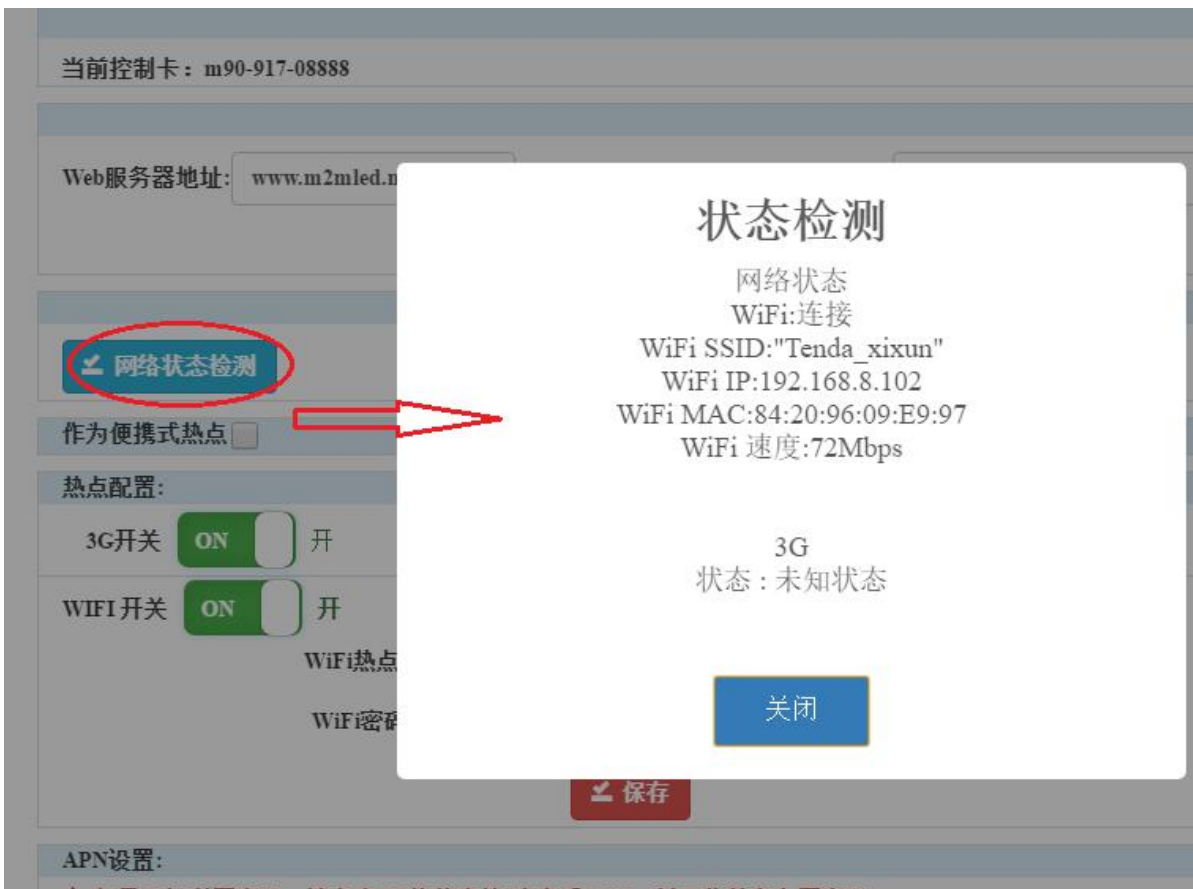 当前控制卡：m90-917-08888
Web服务器地址: www.m2mled.n
状态检测
网络状态
WiFi:连接
WiFi SSID:"Tenda_xixun"
WiFi IP:192.168.8.102
WiFi MAC:84:20:96:09:E9:97
WiFi 速度:72Mbps
3G
状态 : 未知状态
关闭
网络状态检测
作为便携式热点
热点配置:
3G开关 ON 开
WIFI 开关 ON 开
WiFi热点
WiFi密码
保存
APN设置: